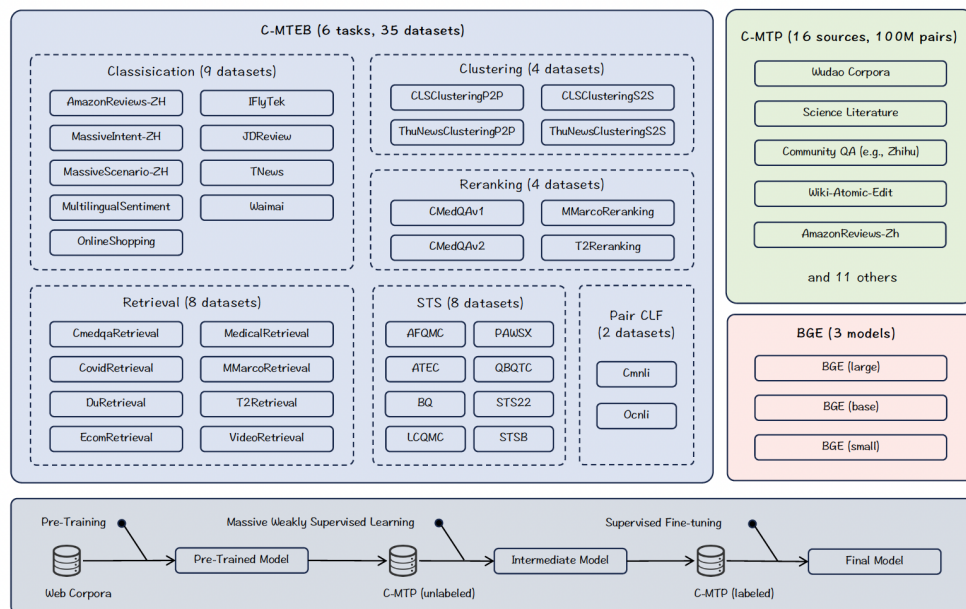 C-MTEB (6 tasks, 35 datasets)
Classisication (9 datasets)
AmazonReviews-ZH
IFlyTek
MassiveIntent-ZH
JDReview
MassiveScenario-ZH
TNews
MultilingualSentiment
Waimai
OnlineShopping
Clustering (4 datasets)
CLSClusteringP2P
CLSClusteringS2S
ThuNewsClusteringP2P
ThuNewsClusteringS2S
Reranking (4 datasets)
CMedQAv1
MMarcoReranking
CMedQAv2
T2Reranking
Retrieval (8 datasets)
CmedqaRetrieval
MedicalRetrieval
CovidRetrieval
MMarcoRetrieval
DuRetrieval
T2Retrieval
EcomRetrieval
VideoRetrieval
STS (8 datasets)
AFQMC
PAWSX
ATEC
QBQTC
BQ
STS22
LCQMC
STSB
Pair CLF
(2 datasets)
Cmnli
Ocnli
C-MTP (16 sources, 100M pairs)
Wudao Corpora
Science Literature
Community QA (e.g., Zhihu)
Wiki-Atomic-Edit
AmazonReviews-Zh
and 11 others
BGE (3 models)
BGE (large)
BGE (base)
BGE (small)
Pre-Training
Massive Weakly Supervised Learning
Supervised Fine-tuning
Pre-Trained Model
Intermediate Model
Final Model
Web Corpora
C-MTP (unlabeled)
C-MTP (labeled)